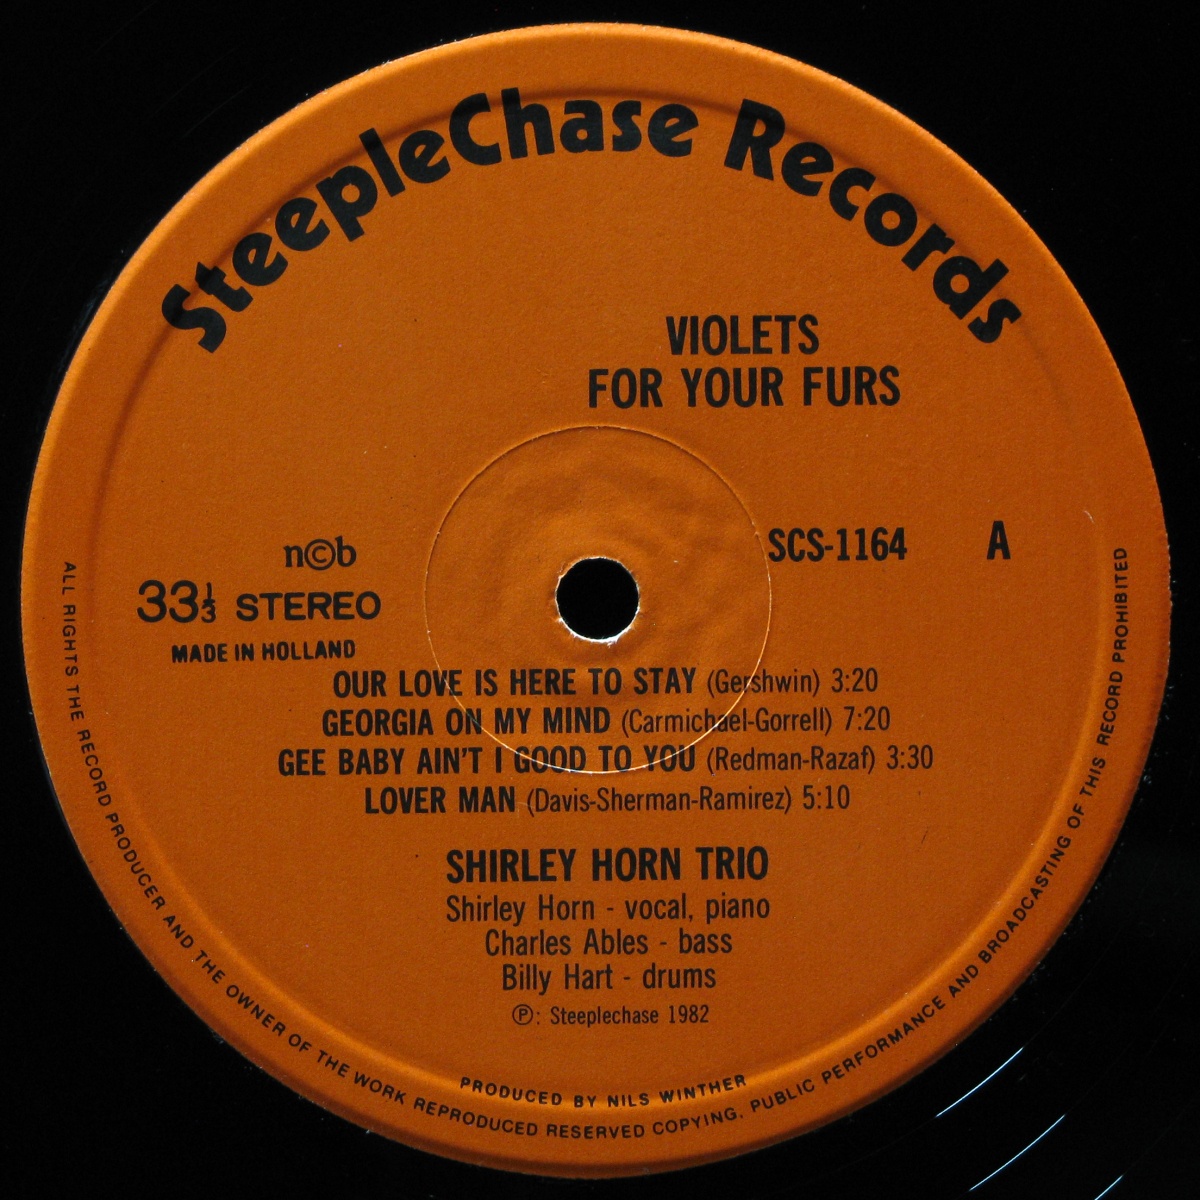 SteepleChase Records
VIOLETS
FOR YOUR FURS
SCS-1164 A
n©b
33⅓ STEREO
MADE IN HOLLAND
OUR LOVE IS HERE TO STAY (Gershwin) 3:20
GEORGIA ON MY MIND (Carmichael-Gorrell) 7:20
GEE BABY AIN'T I GOOD TO YOU (Redman-Razaf) 3:30
LOVER MAN (Davis-Sherman-Ramirez) 5:10
SHIRLEY HORN TRIO
Shirley Horn - vocal, piano
Charles Ables - bass
Billy Hart - drums
℗: Steeplechase 1982
PRODUCED BY NILS WINTHER
ALL RIGHTS THE RECORD PRODUCER AND THE OWNER OF THE WORK REPRODUCED RESERVED COPYING, PUBLIC PERFORMANCE AND BROADCASTING OF THIS RECORD PROHIBITED